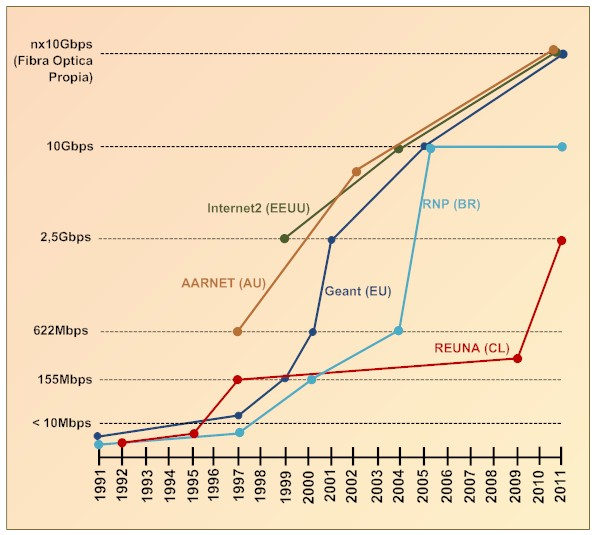 nx10Gbps
(Fibra Optica
Propia)
10Gbps
Internet2 (EEUU)
RNP (BR)
2,5Gbps
AARNET (AU)
Geant (EU)
622Mbps
REUNA (CL)
155Mbps
< 10Mbps
1991 1992 1993 1994 1995 1996 1997 1998 1999 2000 2001 2002 2003 2004 2005 2006 2007 2008 2009 2010 2011